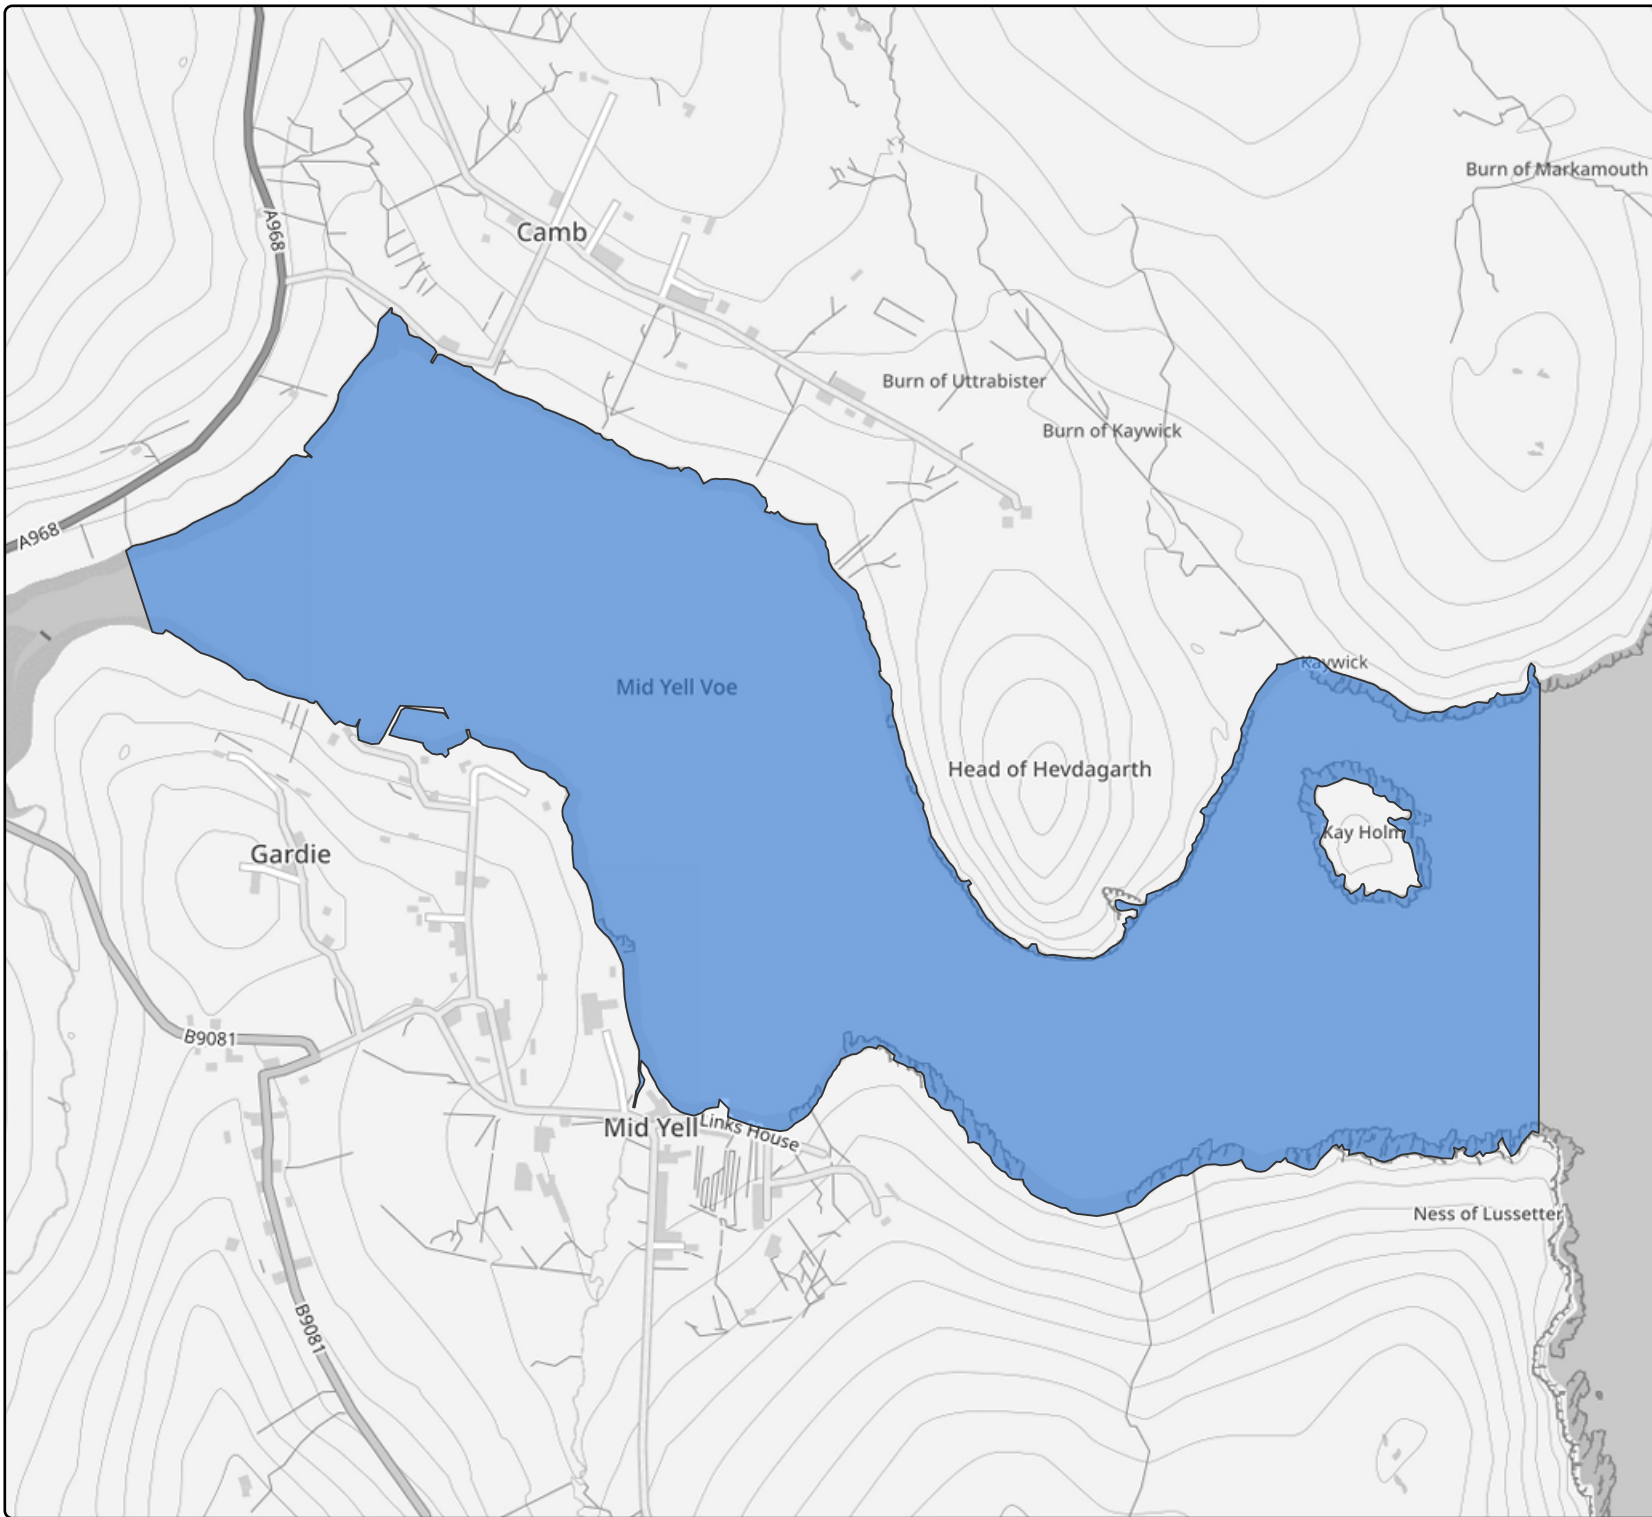 Burn of Markamouth
A968
Camb
Burn of Uttrabister
Burn of Kaywick
A968
Kaywick
Mid Yell Voe
Head of Hevdagarth
Kay Holm
Gardie
B9081
Mid Yell
Links House
Ness of Lussetter
B9081